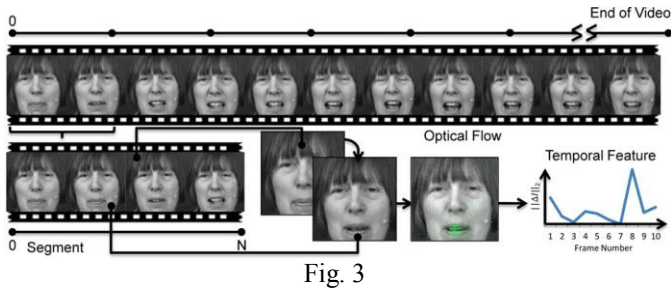 0
End of Video
Optical Flow
Temporal Feature
||Δf||₂
1 2 3 4 5 6 7 8 9 10
Frame Number
0
Segment
N
Fig. 3